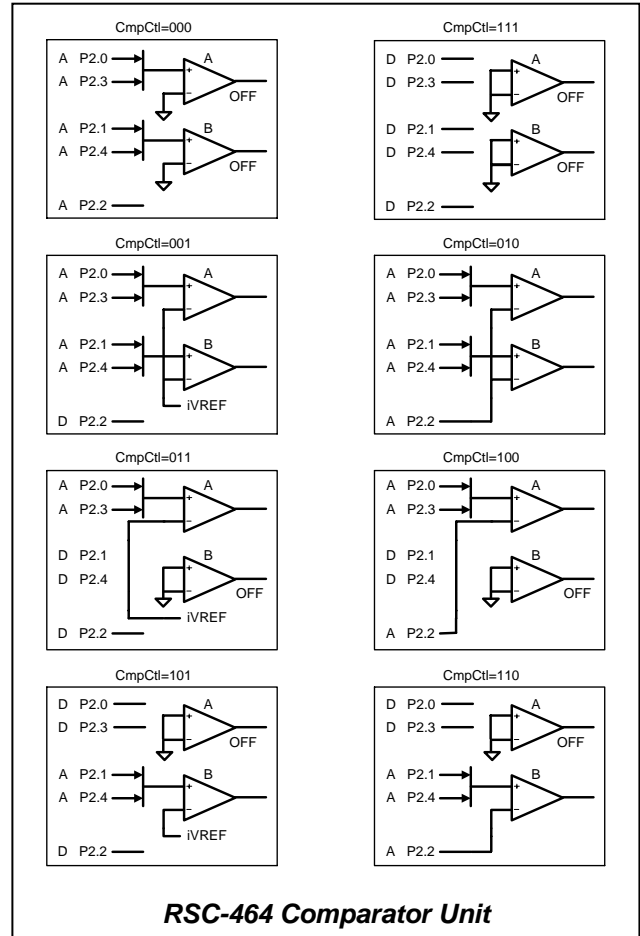 CmpCtl=000
A P2.0
A P2.3
A
+
−
OFF
A P2.1
A P2.4
B
+
−
OFF
A P2.2
CmpCtl=111
D P2.0
D P2.3
A
+
−
OFF
D P2.1
D P2.4
B
+
−
OFF
D P2.2
CmpCtl=001
A P2.0
A P2.3
A
+
−
A P2.1
A P2.4
B
+
−
iVREF
D P2.2
CmpCtl=010
A P2.0
A P2.3
A
+
−
A P2.1
A P2.4
B
+
−
A P2.2
CmpCtl=011
A P2.0
A P2.3
A
+
−
D P2.1
D P2.4
B
+
−
OFF
iVREF
D P2.2
CmpCtl=100
A P2.0
A P2.3
A
+
−
D P2.1
D P2.4
B
+
−
OFF
A P2.2
CmpCtl=101
D P2.0
D P2.3
A
+
−
OFF
A P2.1
A P2.4
B
+
−
iVREF
D P2.2
CmpCtl=110
D P2.0
D P2.3
A
+
−
OFF
A P2.1
A P2.4
B
+
−
A P2.2
RSC-464 Comparator Unit